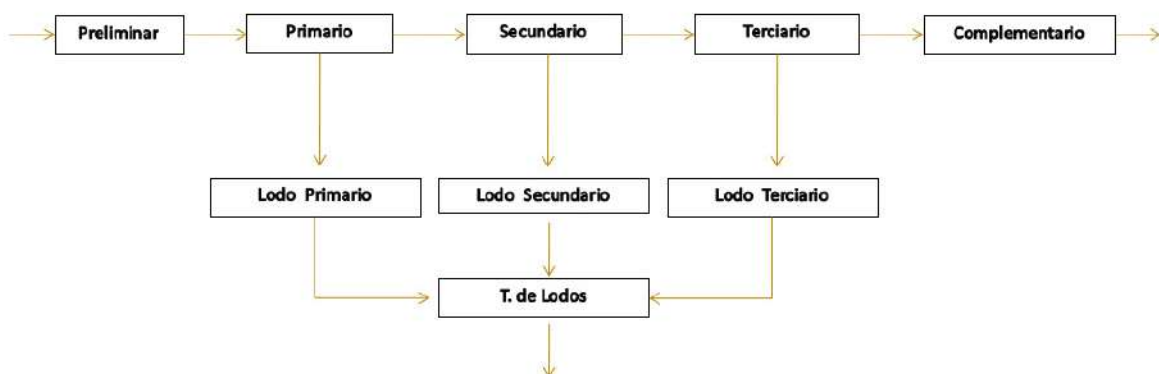 Preliminar
Primario
Secundario
Terciario
Complementario
Lodo Primario
Lodo Secundario
Lodo Terciario
T. de Lodos